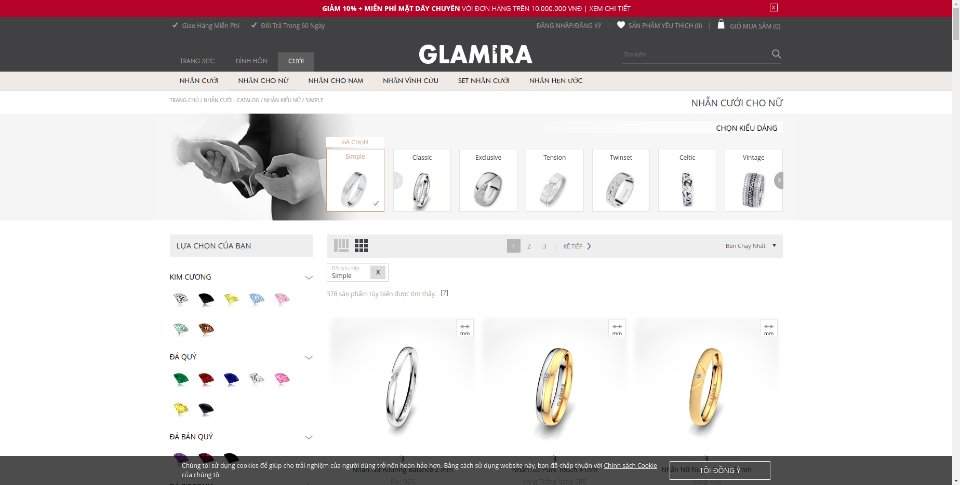 GIẢM 10% + MIỄN PHÍ MẶT DÂY CHUYỀN VỚI ĐƠN HÀNG TRÊN 10.000.000 VNĐ | XEM CHI TIẾT
X
Giao Hàng Miễn Phí
Đổi Trả Trong 60 Ngày
ĐĂNG NHẬP/ĐĂNG KÝ
SẢN PHẨM YÊU THÍCH (0)
GIỎ MUA SẮM (0)
TRANG SỨC
ĐÍNH HÔN
CƯỚI
GLAMIRA
Tìm kiếm
NHẪN CƯỚI
NHẪN CHO NỮ
NHẪN CHO NAM
NHẪN VĨNH CỬU
SET NHẪN CƯỚI
NHẪN HẸN ƯỚC
TRANG CHỦ / NHẪN CƯỚI - CATALOG / NHẪN KIỂU NỮ / SIMPLE
NHẪN CƯỚI CHO NỮ
CHỌN KIỂU DÁNG
ĐÃ CHỌN
Simple
Classic
Exclusive
Tension
Twinset
Celtic
Vintage
LỰA CHỌN CỦA BẠN
1 2 3 KẾ TIẾP
Bán Chạy Nhất
Simple
X
378 sản phẩm tùy biến được tìm thấy. [?]
KIM CƯƠNG
ĐÁ QUÝ
ĐÁ BÁN QUÝ
mm
mm
mm
Chúng tôi sử dụng cookies để giúp cho trải nghiệm của người dùng trở nên hoàn hảo hơn. Bằng cách sử dụng website này, bạn đã chấp thuận với Chính sách Cookie
của chúng tôi
TÔI ĐỒNG Ý